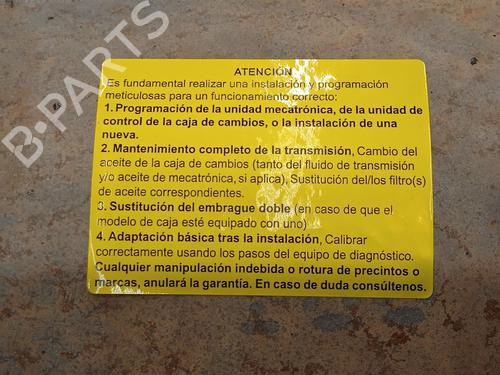 B-PARTS
ATENCIÓN
Es fundamental realizar una instalación y programación
meticulosas para un funcionamiento correcto:
1. Programación de la unidad mecatrónica, de la unidad de
control de la caja de cambios, o la instalación de una
nueva.
2. Mantenimiento completo de la transmisión, Cambio del
aceite de la caja de cambios (tanto del fluido de transmisión
y/o aceite de mecatrónica, si aplica), Sustitución del/los filtro(s)
de aceite correspondientes.
3. Sustitución del embrague doble (en caso de que el
modelo de caja esté equipado con uno)
4. Adaptación básica tras la instalación, Calibrar
correctamente usando los pasos del equipo de diagnóstico.
Cualquier manipulación indebida o rotura de precintos o
marcas, anulará la garantía. En caso de duda consúltenos.